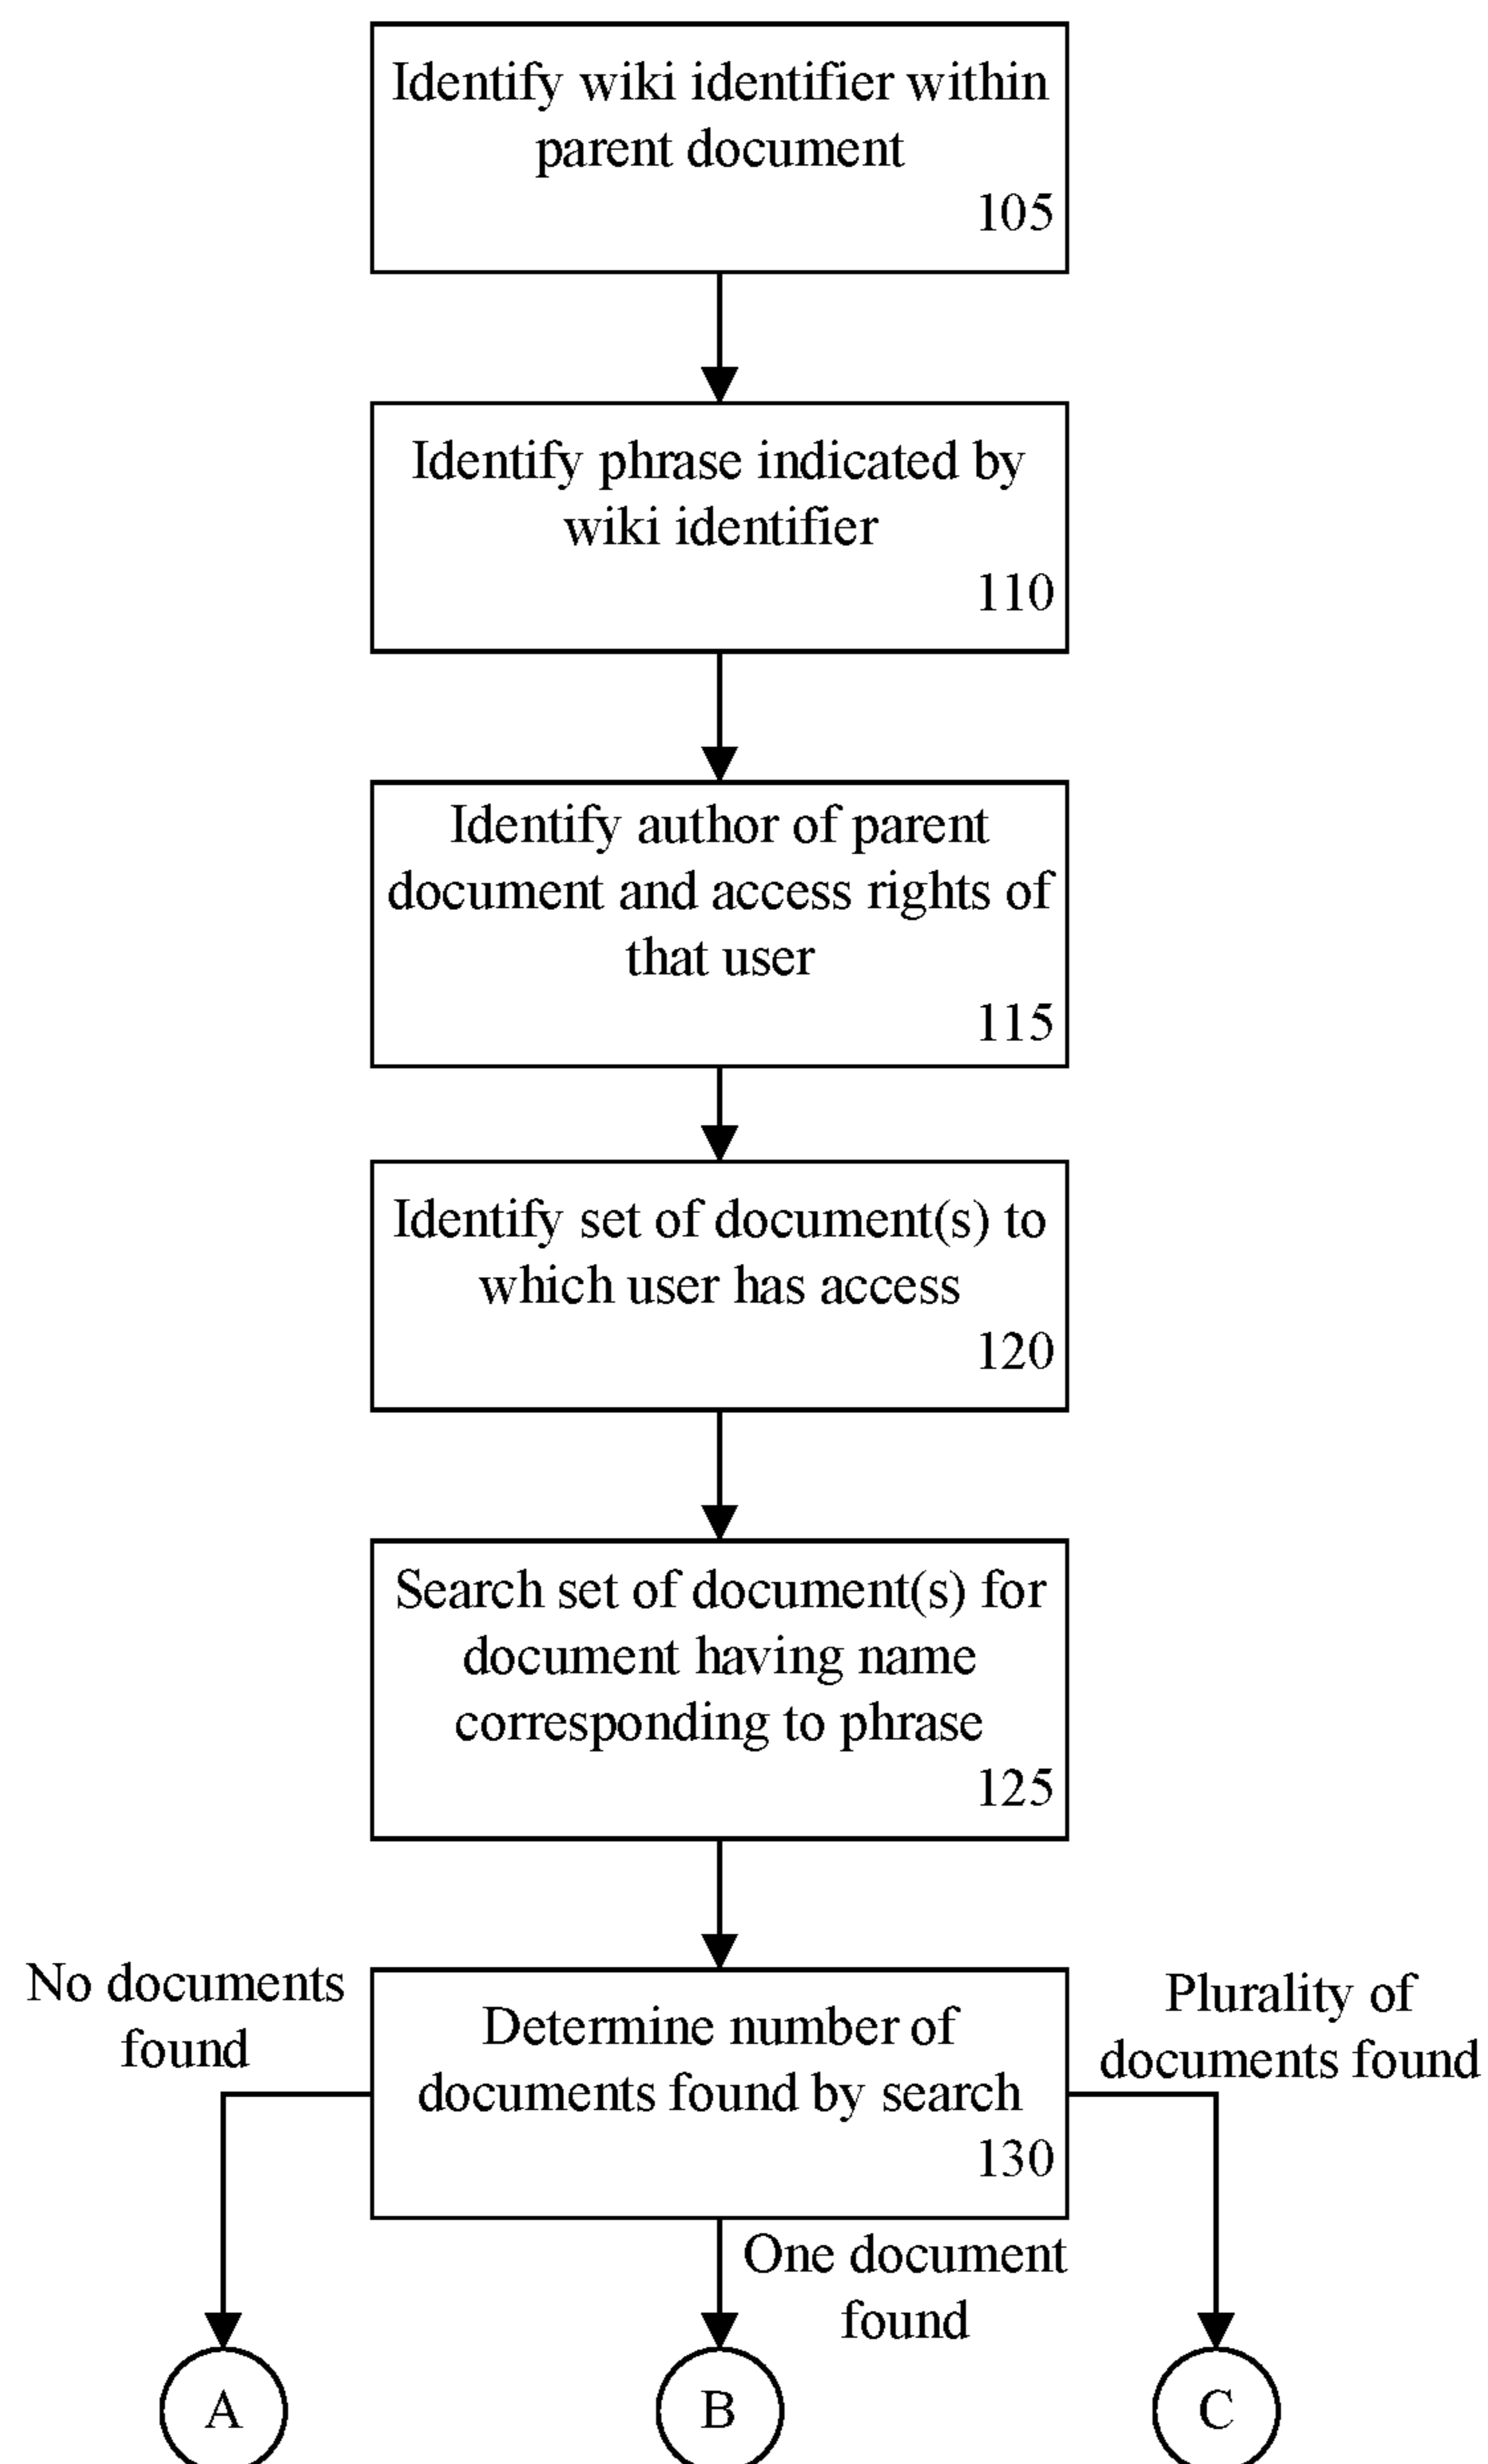 Identify wiki identifier within
parent document
105
Identify phrase indicated by
wiki identifier
110
Identify author of parent
document and access rights of
that user
115
Identify set of document(s) to
which user has access
120
Search set of document(s) for
document having name
corresponding to phrase
125
No documents
found
Determine number of
documents found by search
130
Plurality of
documents found
One document
found
A
B
C